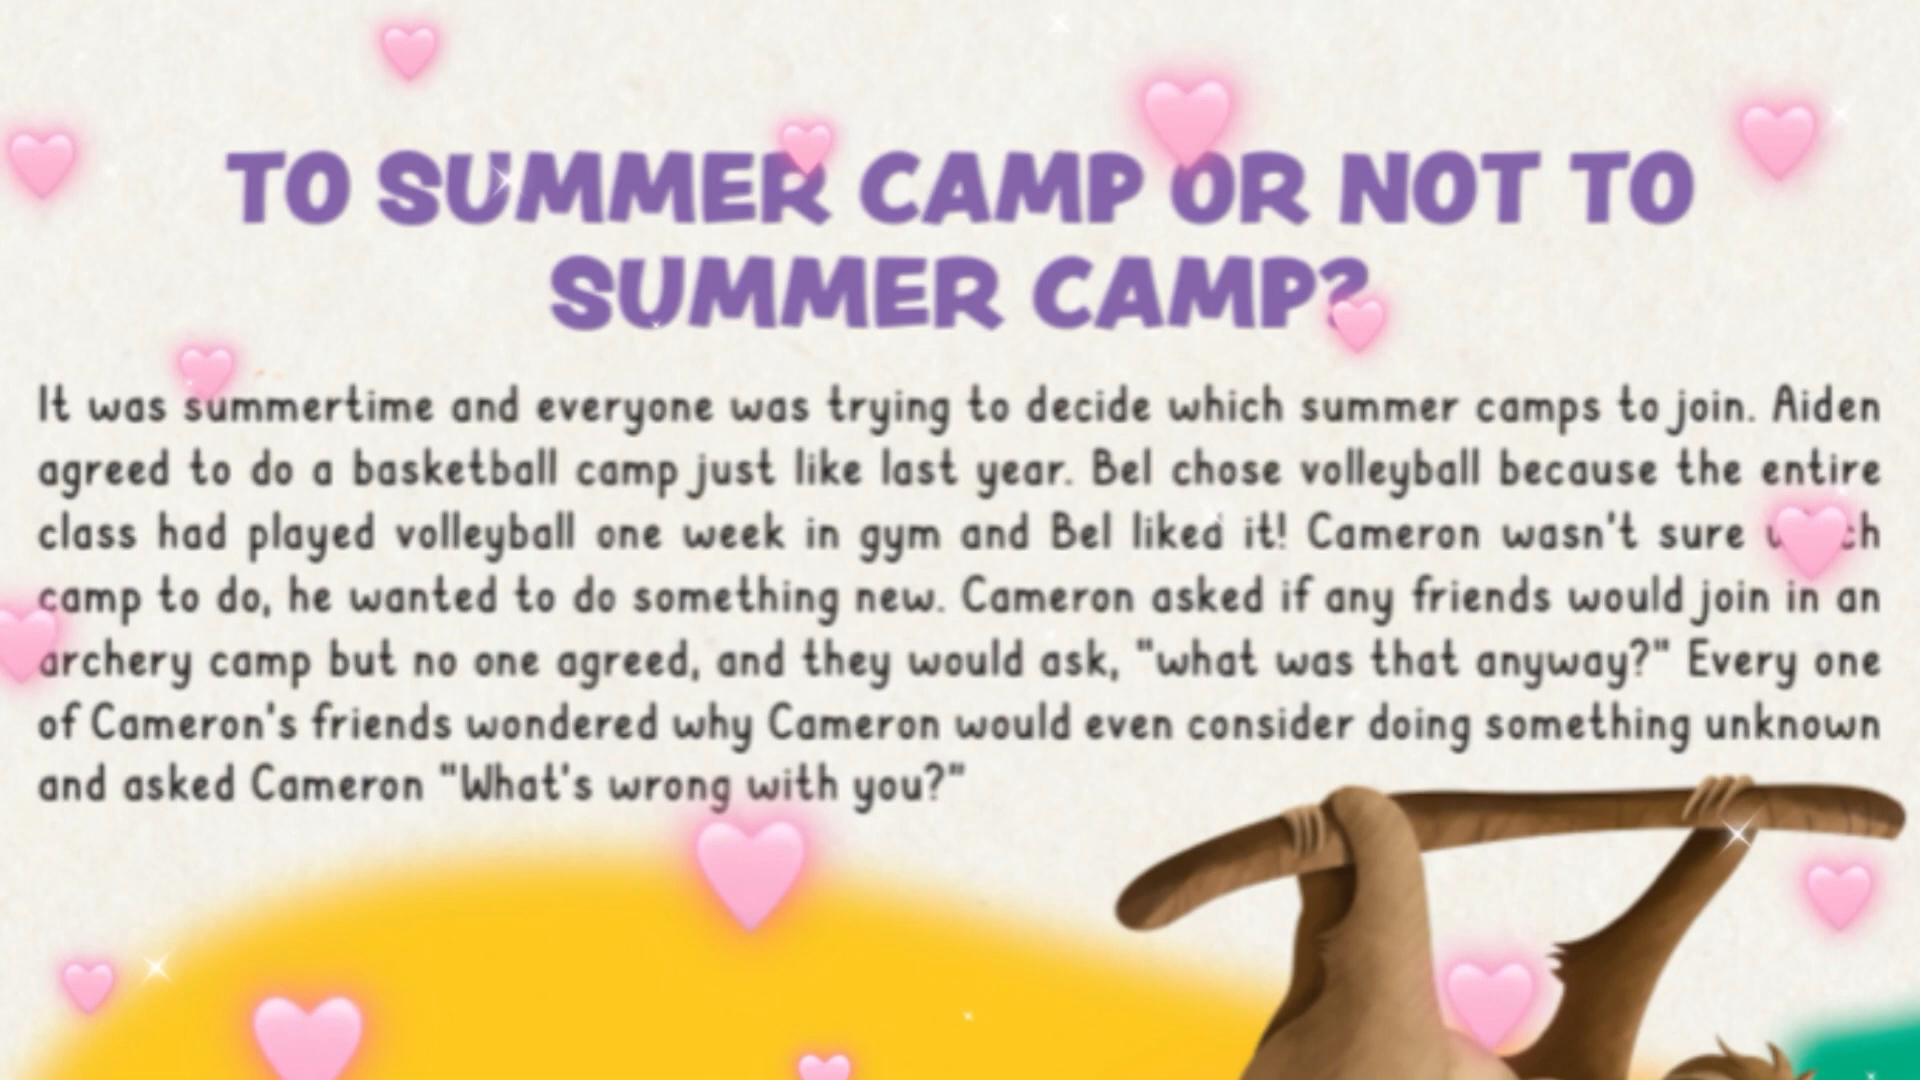 TO SUMMER CAMP OR NOT TO
SUMMER CAMP?
It was summertime and everyone was trying to decide which summer camps to join. Aiden
agreed to do a basketball camp just like last year. Bel chose volleyball because the entire
class had played volleyball one week in gym and Bel liked it! Cameron wasn't sure
camp to do, he wanted to do something new. Cameron asked if any friends would join in an
archery camp but no one agreed, and they would ask, "what was that anyway?" Every one
of Cameron's friends wondered why Cameron would even consider doing something unknown
and asked Cameron "What's wrong with you?"